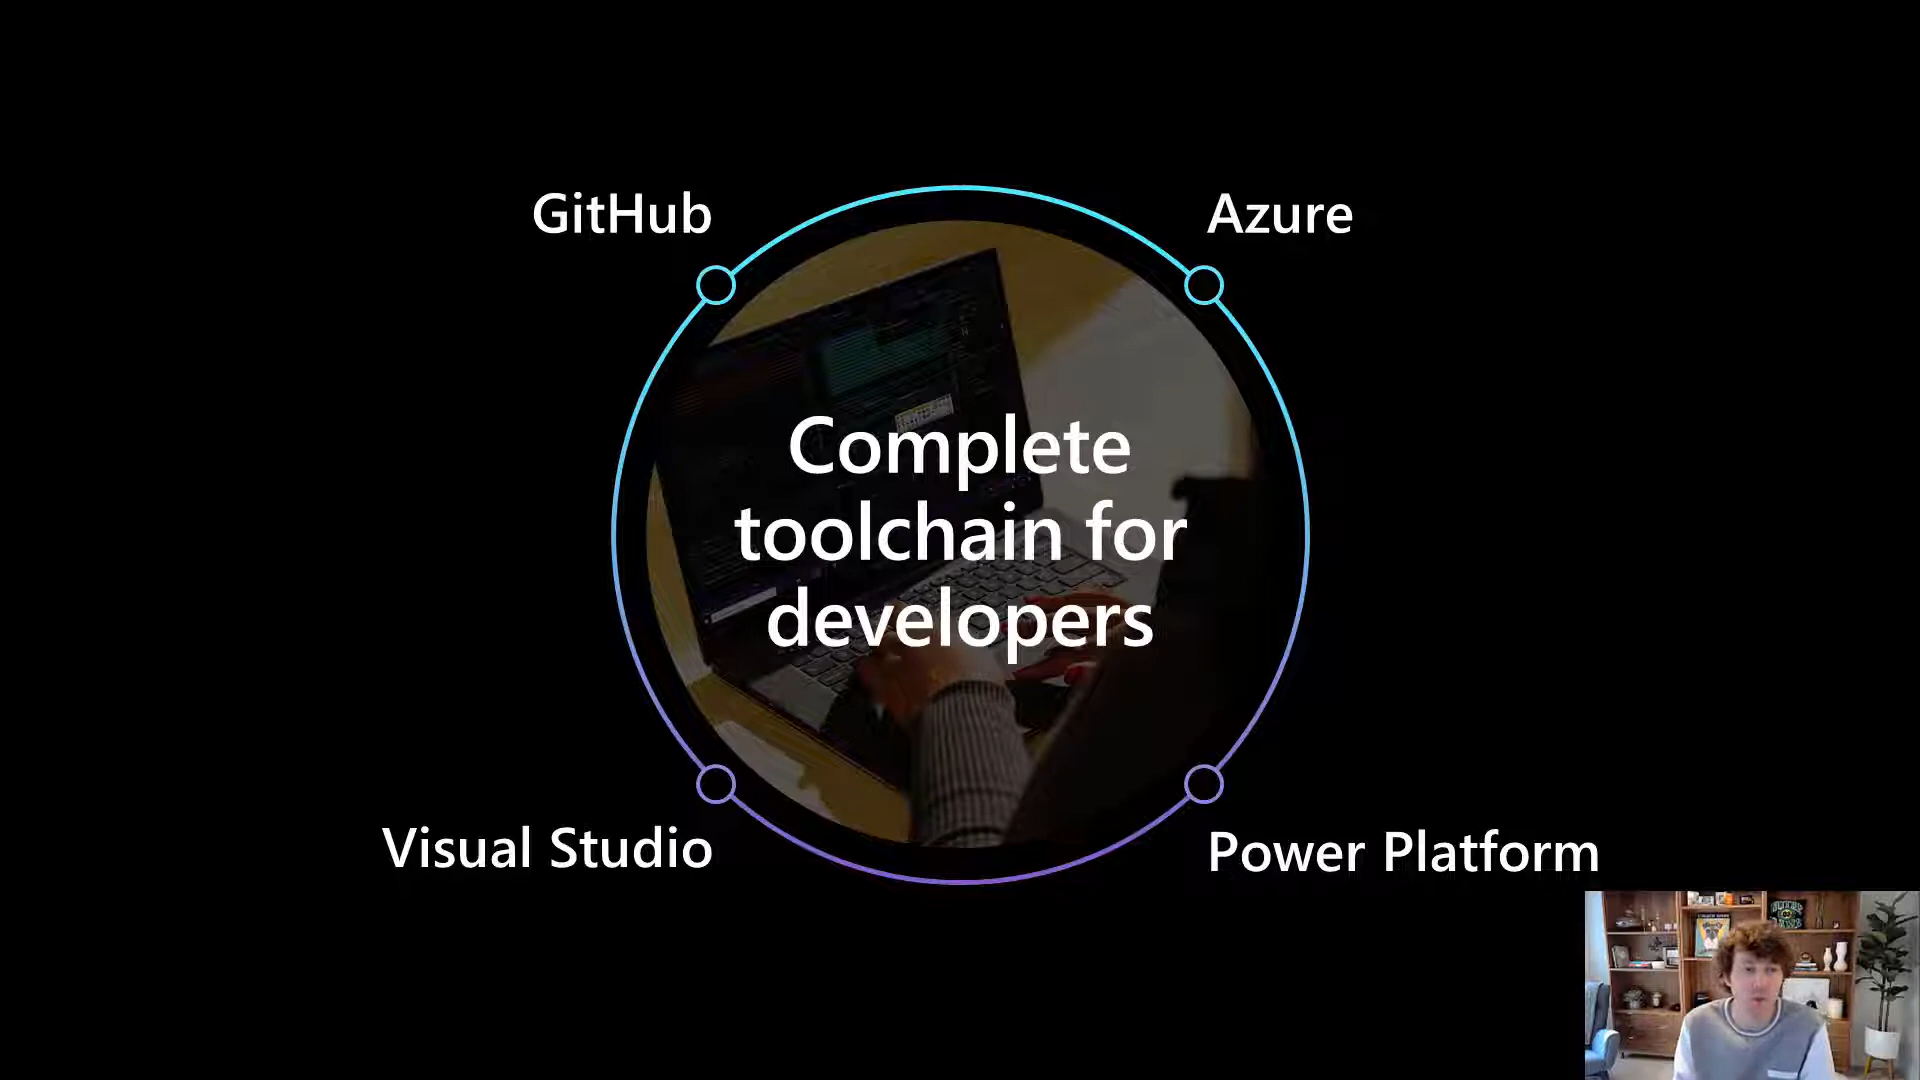 GitHub
Azure
Complete
toolchain for
developers
Visual Studio
Power Platform